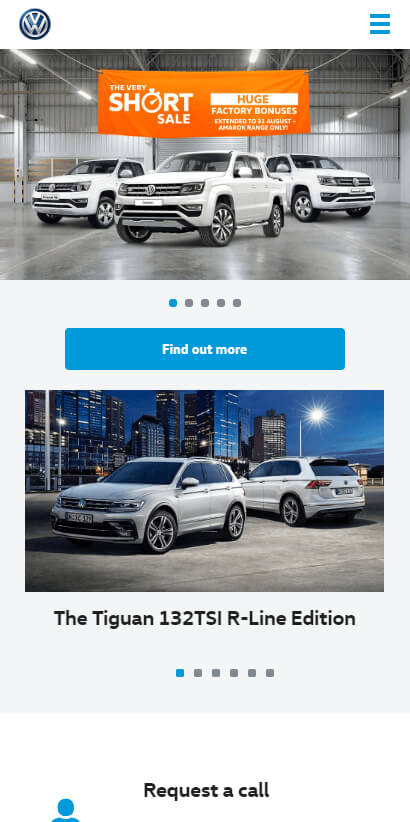 THE VERY
SHORT
SALE
HUGE
FACTORY BONUSES
EXTENDED TO 31 AUGUST –
AMAROK RANGE ONLY!
Find out more
The Tiguan 132TSI R-Line Edition
Request a call